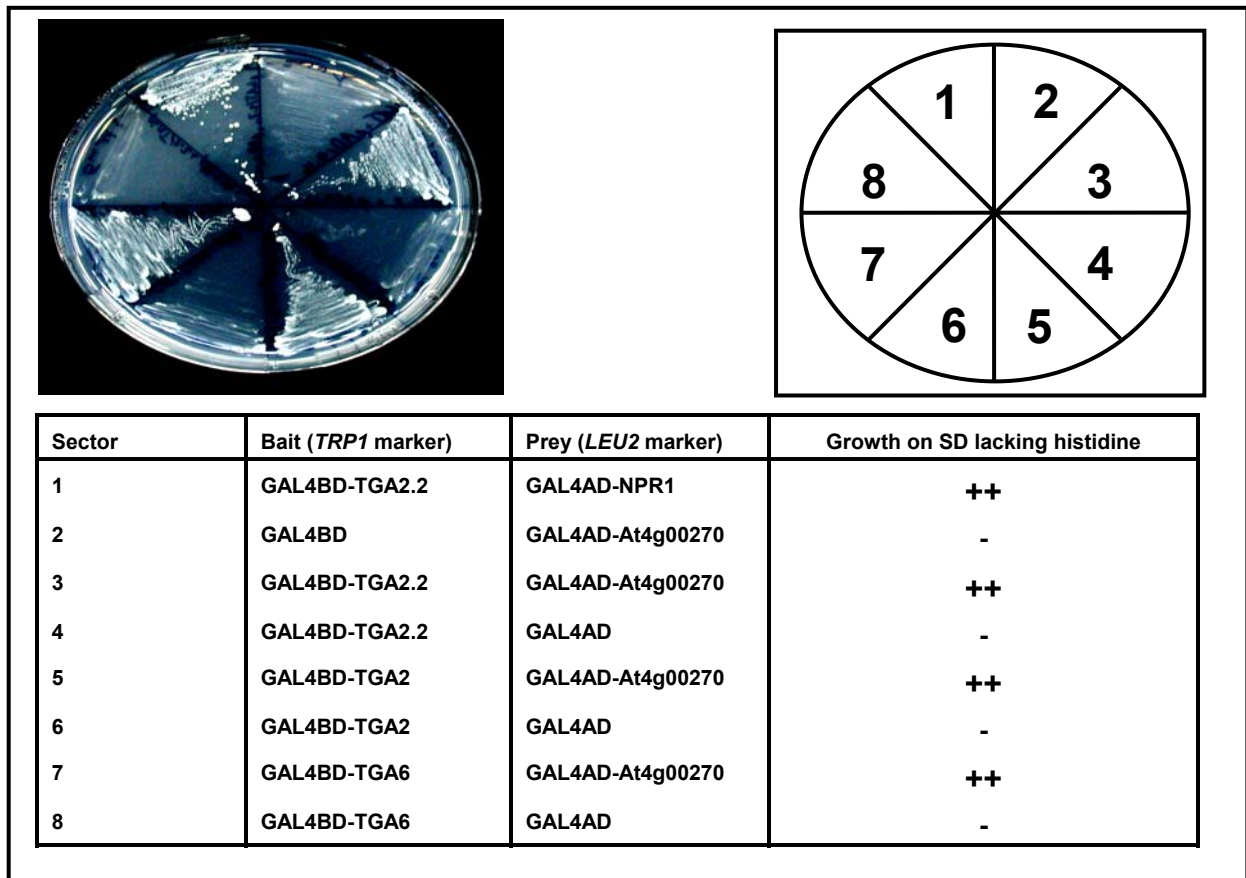 1 2
8 3
7 4
6 5
Sector Bait (TRP1 marker) Prey (LEU2 marker) Growth on SD lacking histidine
1 GAL4BD-TGA2.2 GAL4AD-NPR1 ++
2 GAL4BD GAL4AD-At4g00270 -
3 GAL4BD-TGA2.2 GAL4AD-At4g00270 ++
4 GAL4BD-TGA2.2 GAL4AD -
5 GAL4BD-TGA2 GAL4AD-At4g00270 ++
6 GAL4BD-TGA2 GAL4AD -
7 GAL4BD-TGA6 GAL4AD-At4g00270 ++
8 GAL4BD-TGA6 GAL4AD -